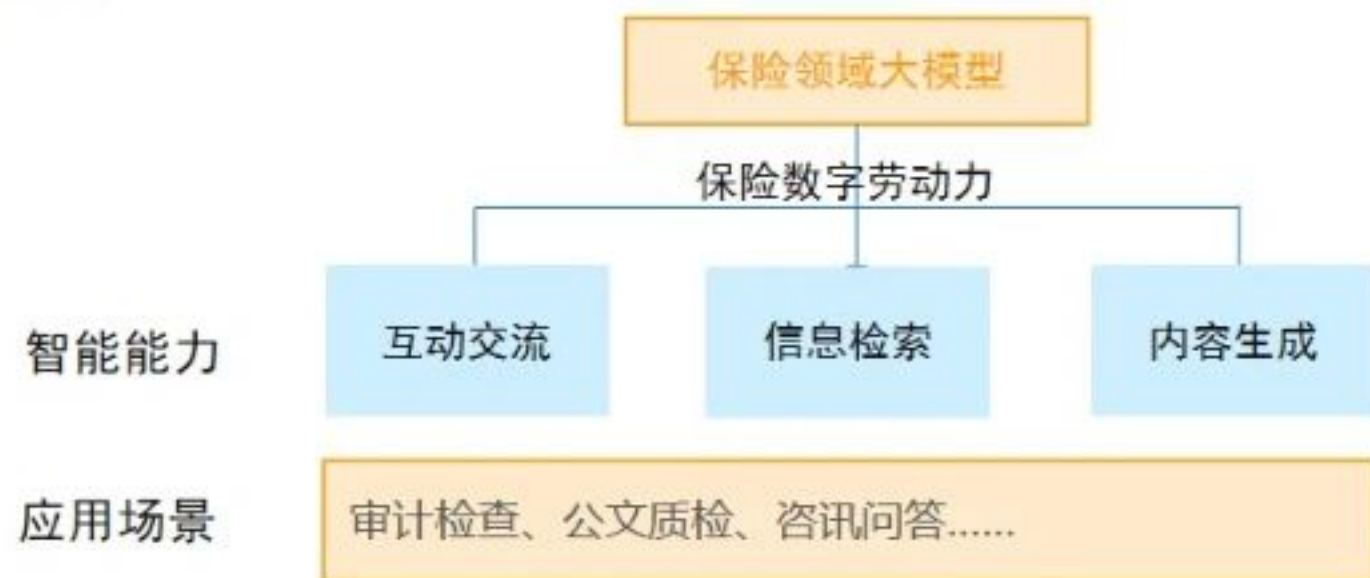 保险领域大模型
保险数字劳动力
智能能力 互动交流 信息检索 内容生成
应用场景 审计检查、公文质检、咨讯问答......